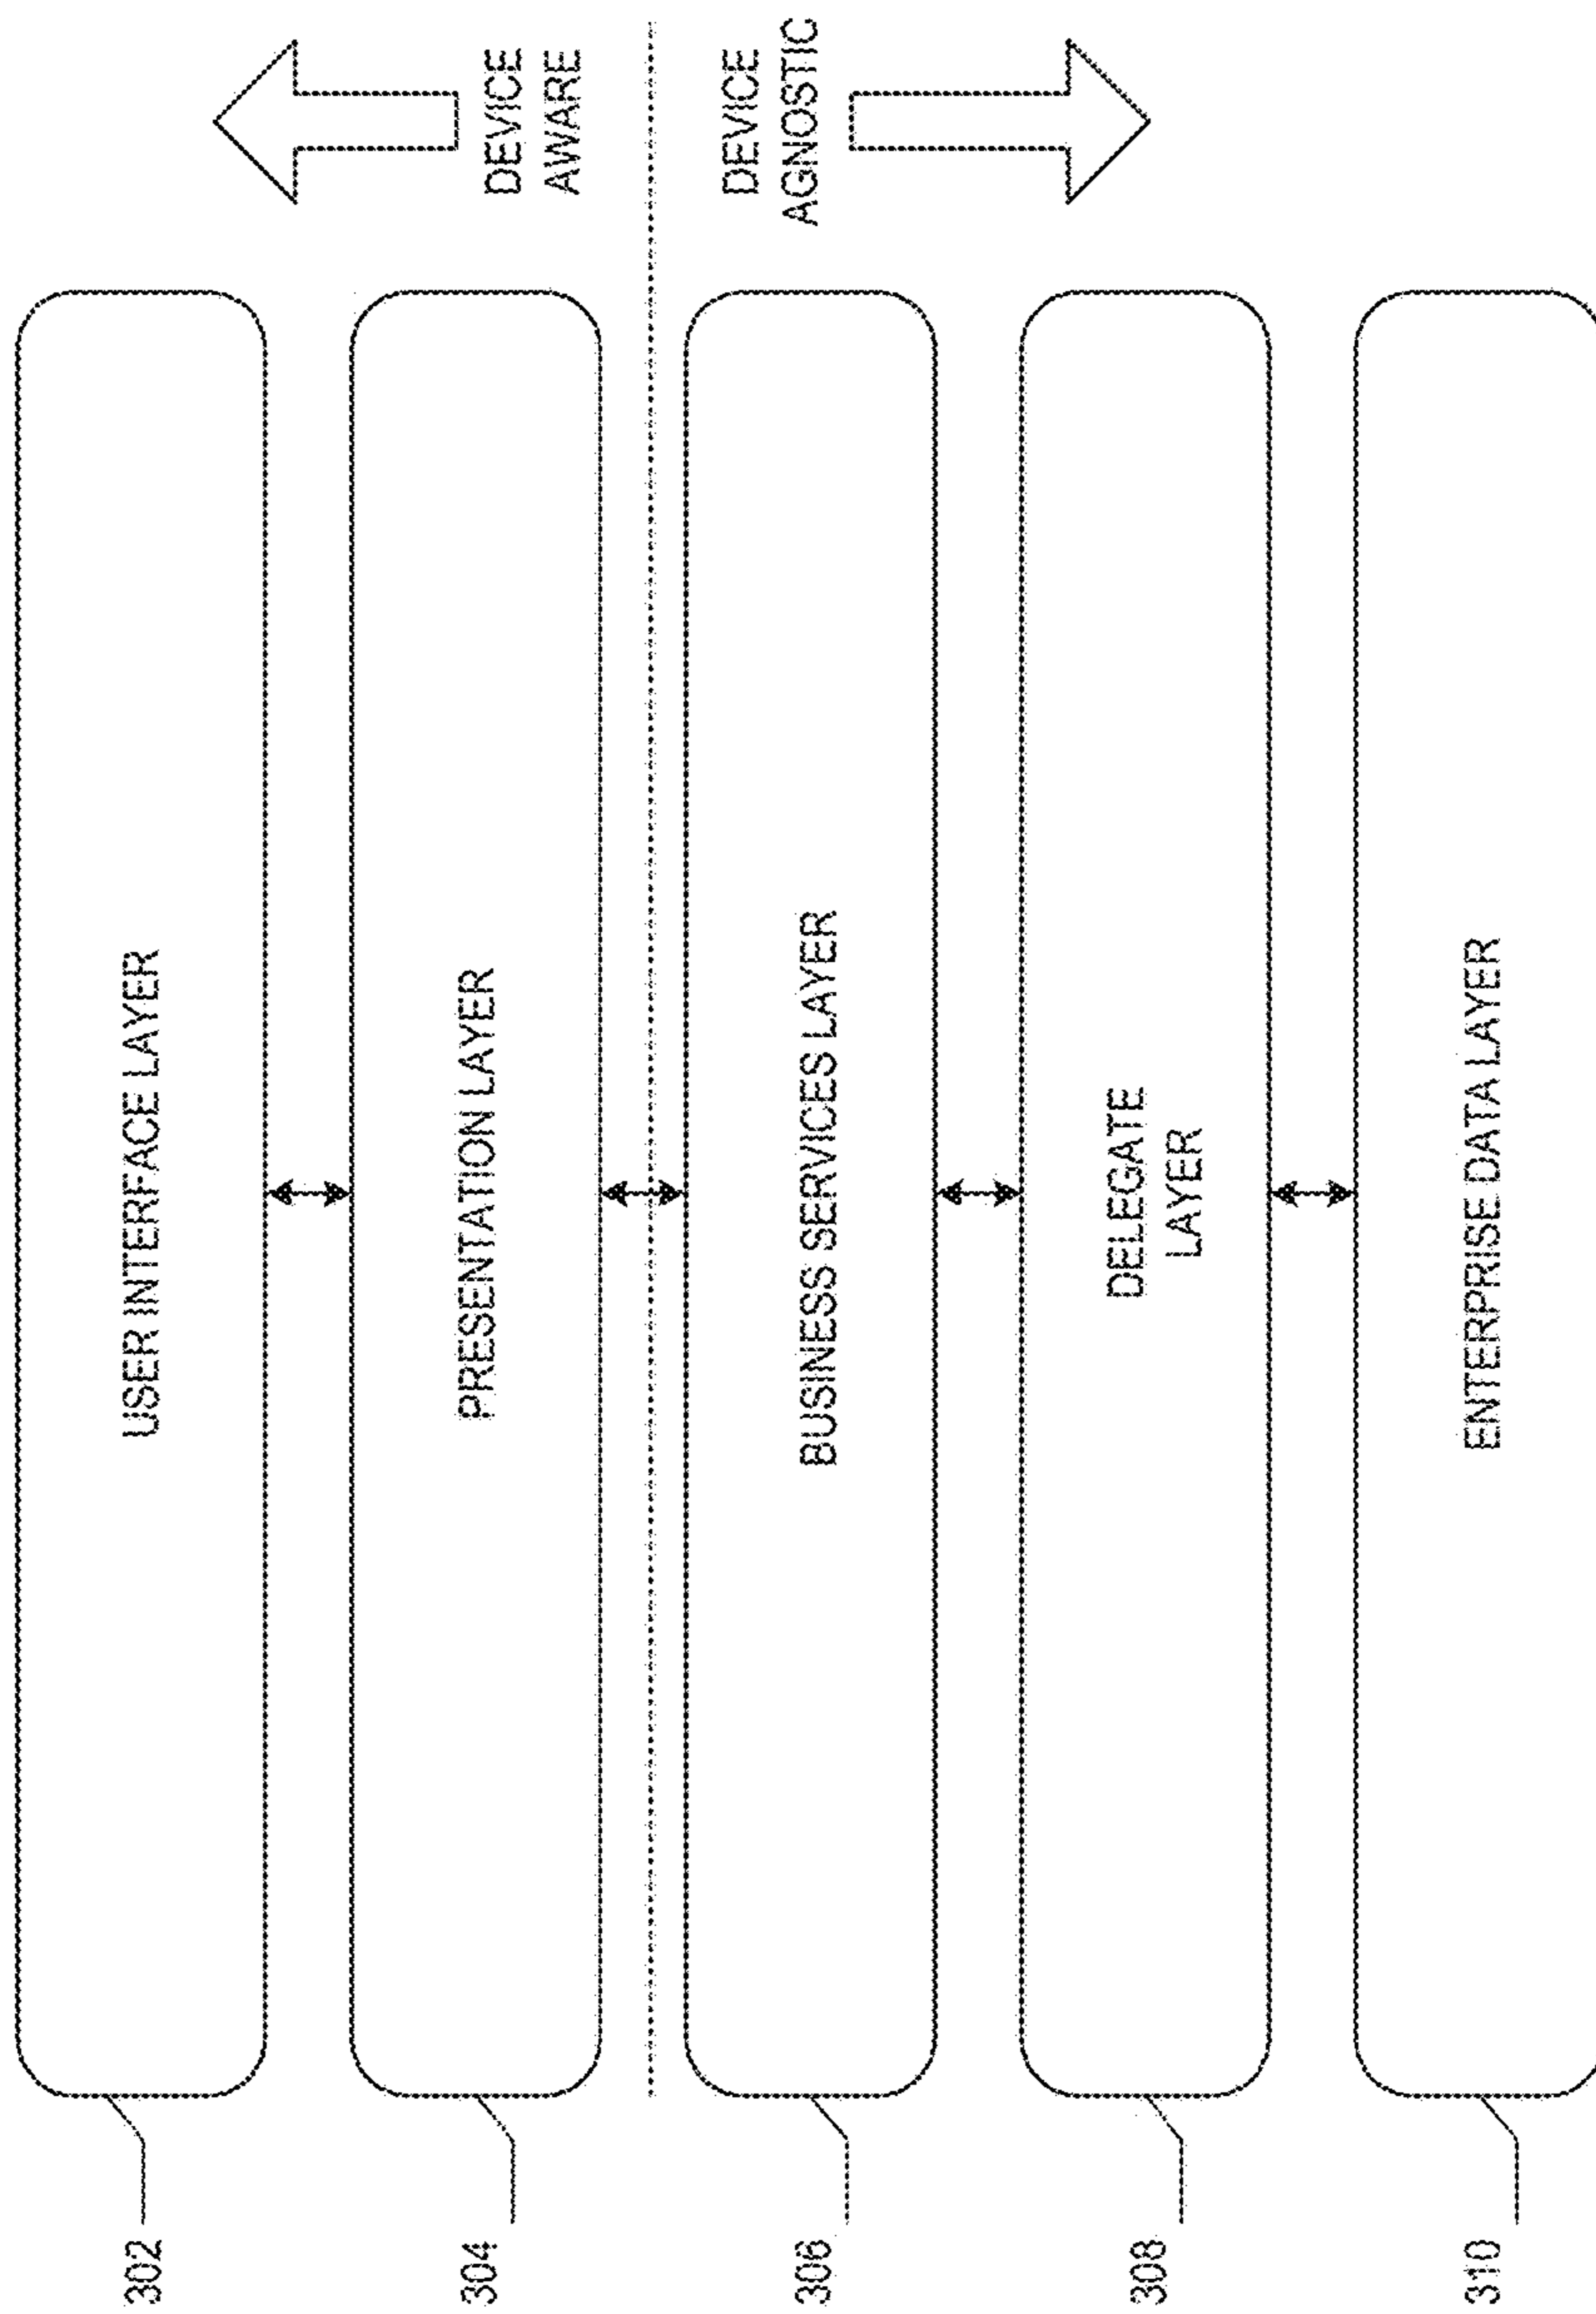 302
USER INTERFACE LAYER
304
PRESENTATION LAYER
DEVICE
AWARE
DEVICE
AGNOSTIC
306
BUSINESS SERVICES LAYER
308
DELEGATE
LAYER
310
ENTERPRISE DATA LAYER